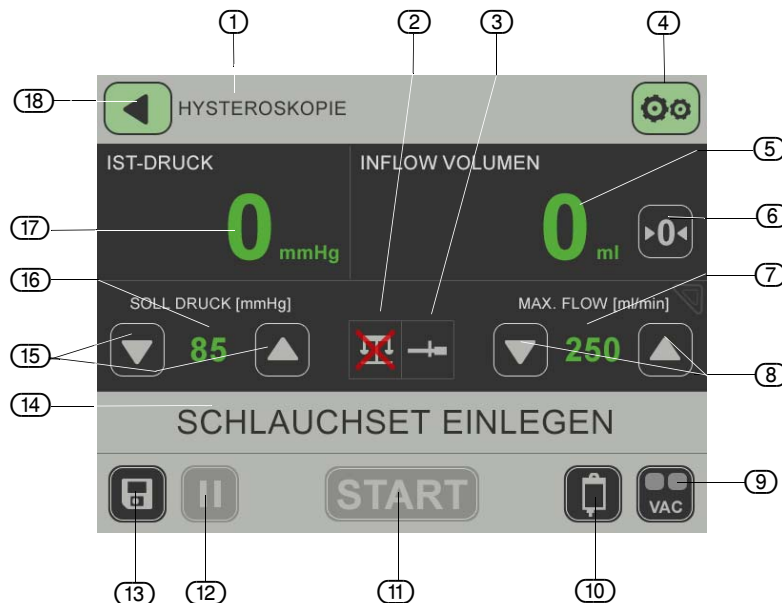 1 2 3 4
18 HYSTEROSKOPIE
IST-DRUCK INFLOW VOLUMEN 5
17 0 mmHg 0 ml 0 6
16 7
SOLL DRUCK [mmHg] MAX. FLOW [ml/min]
15 85 250 8
14
SCHLAUCHSET EINLEGEN
START VAC 9
13 12 11 10